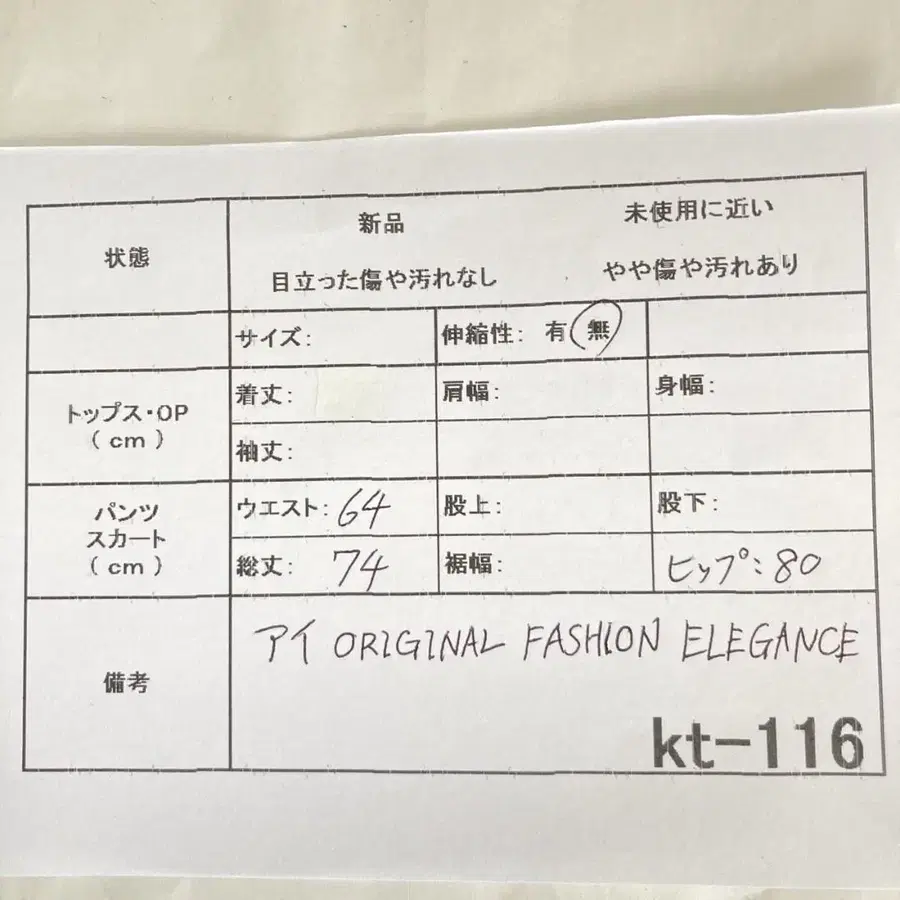 状態
新品 未使用に近い
目立った傷や汚れなし やや傷や汚れあり
サイズ: 伸縮性: 有 無
トップス・OP
(cm)
着丈: 肩幅: 身幅:
袖丈:
パンツ
スカート
(cm)
ウエスト: 64 股上: 股下:
総丈: 74 裾幅: ヒップ: 80
備考
アイ ORIGINAL FASHION ELEGANCE
kt-116